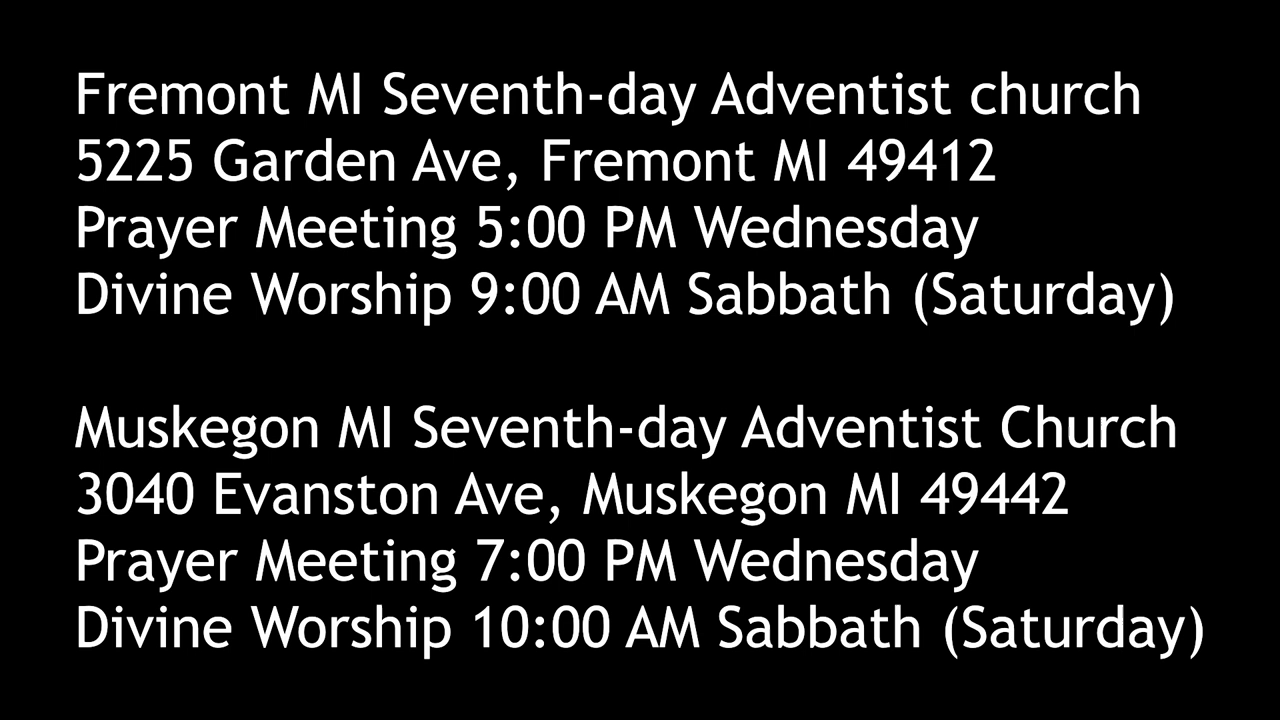 Fremont MI Seventh-day Adventist church
5225 Garden Ave, Fremont MI 49412
Prayer Meeting 5:00 PM Wednesday
Divine Worship 9:00 AM Sabbath (Saturday)
Muskegon MI Seventh-day Adventist Church
3040 Evanston Ave, Muskegon MI 49442
Prayer Meeting 7:00 PM Wednesday
Divine Worship 10:00 AM Sabbath (Saturday)